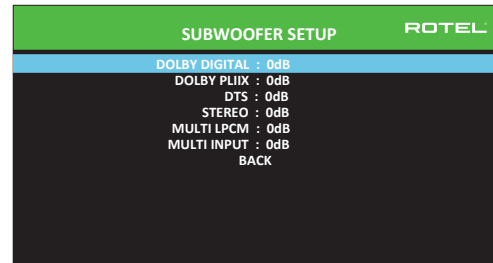 SUBWOOFER SETUP
ROTEL
DOLBY DIGITAL : 0dB
DOLBY PLIIX : 0dB
DTS : 0dB
STEREO : 0dB
MULTI LPCM : 0dB
MULTI INPUT : 0dB
BACK